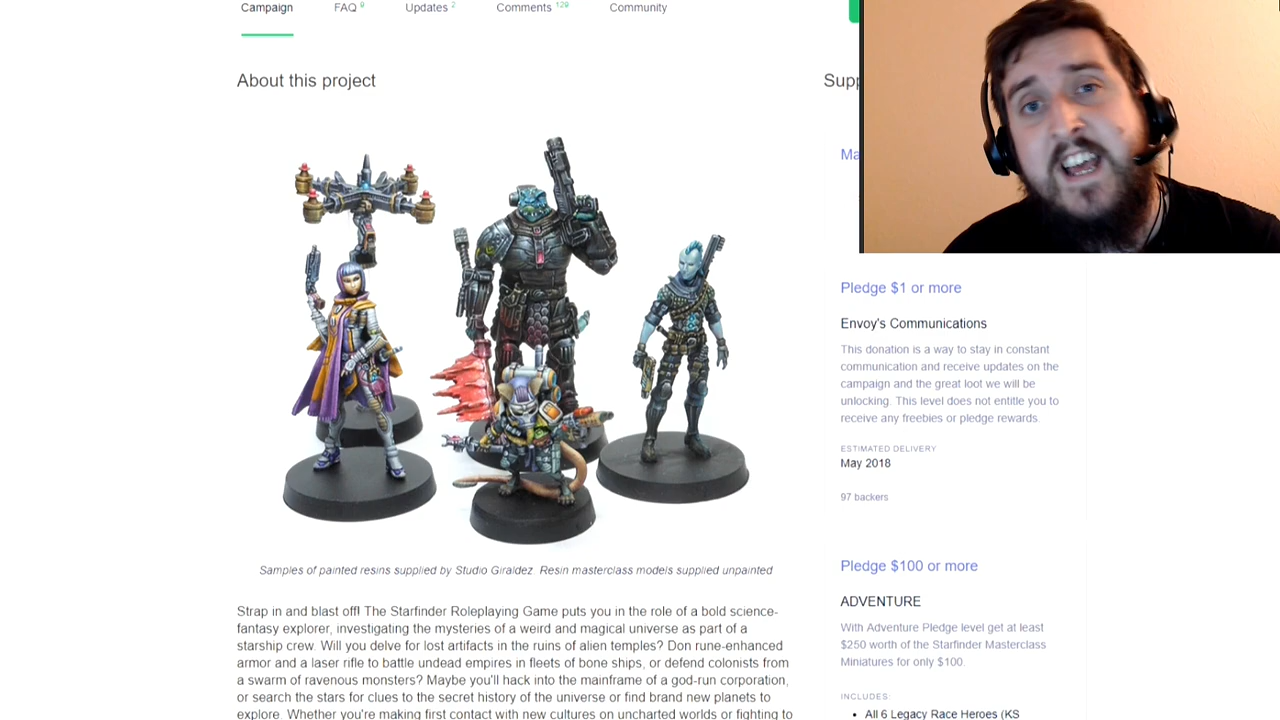 Campaign FAQ 9 Updates 2 Comments 129 Community
About this project
Supp
Ma
Samples of painted resins supplied by Studio Giraldez. Resin masterclass models supplied unpainted
Strap in and blast off! The Starfinder Roleplaying Game puts you in the role of a bold science-
fantasy explorer, investigating the mysteries of a weird and magical universe as part of a
starship crew. Will you delve for lost artifacts in the ruins of alien temples? Don rune-enhanced
armor and a laser rifle to battle undead empires in fleets of bone ships, or defend colonists from
a swarm of ravenous monsters? Maybe you'll hack into the mainframe of a god-run corporation,
or search the stars for clues to the secret history of the universe or find brand new planets to
explore. Whether you're making first contact with new cultures on uncharted worlds or fighting to
Pledge $1 or more
Envoy's Communications
This donation is a way to stay in constant
communication and receive updates on the
campaign and the great loot we will be
unlocking. This level does not entitle you to
receive any freebies or pledge rewards.
ESTIMATED DELIVERY
May 2018
97 backers
Pledge $100 or more
ADVENTURE
With Adventure Pledge level get at least
$250 worth of the Starfinder Masterclass
Miniatures for only $100.
INCLUDES:
• All 6 Legacy Race Heroes (KS